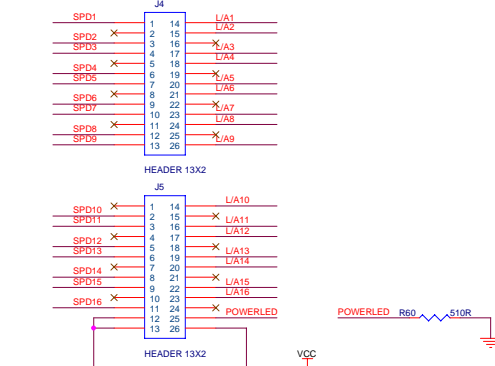 J4
SPD1 1 14 L/A1
2 15 L/A2
SPD2 3 16
SPD3 4 17 L/A3
5 18 L/A4
SPD4 6 19
SPD5 7 20 L/A5
8 21 L/A6
SPD6 9 22
SPD7 10 23 L/A7
11 24 L/A8
SPD8 12 25
SPD9 13 26 L/A9
HEADER 13X2
J5
1 14 L/A10
SPD10 2 15
SPD11 3 16 L/A11
4 17 L/A12
SPD12 5 18
SPD13 6 19 L/A13
7 20 L/A14
SPD14 8 21
SPD15 9 22 L/A15
10 23 L/A16
SPD16 11 24
12 25 POWERLED
13 26
HEADER 13X2
POWERLED R60 510R
VCC